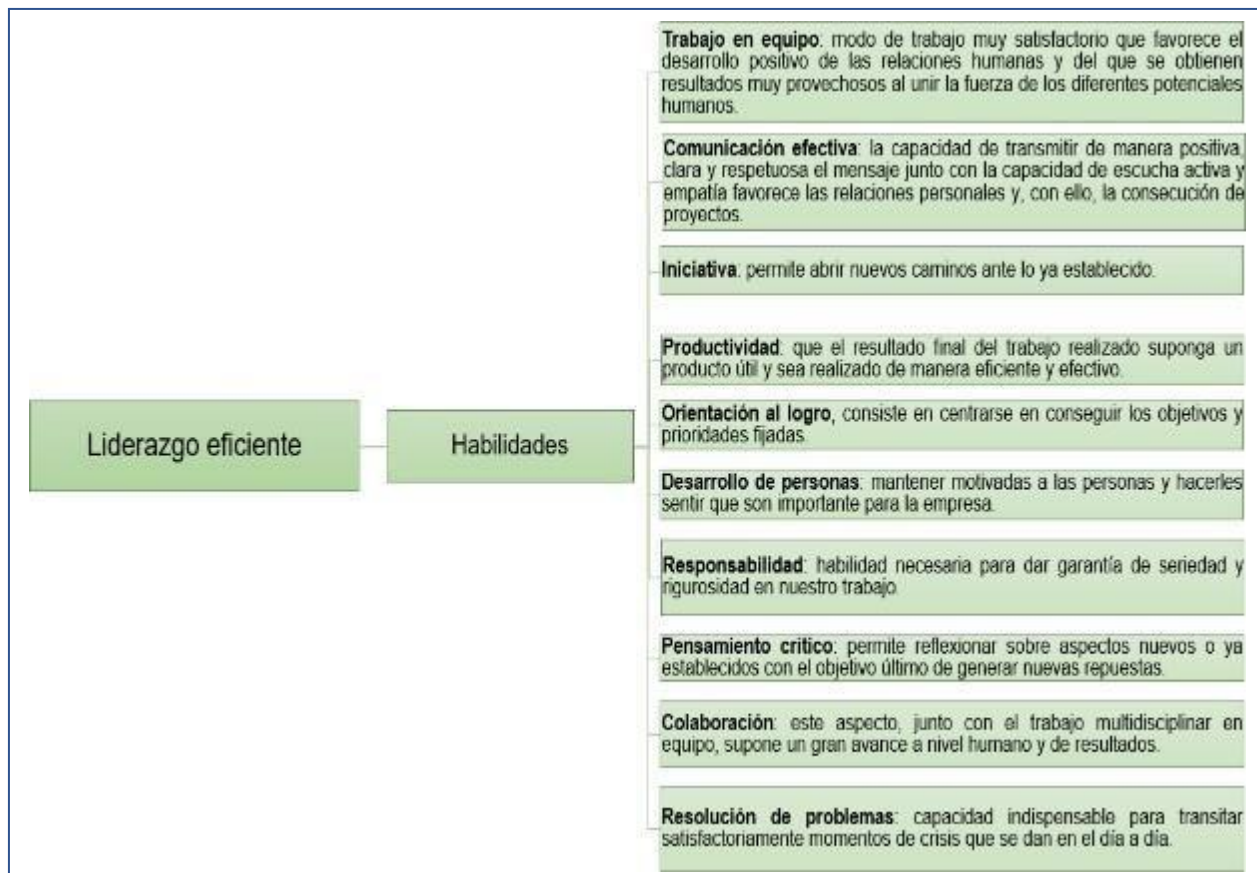 Liderazgo eficiente
Habilidades
Trabajo en equipo: modo de trabajo muy satisfactorio que favorece el
desarrollo positivo de las relaciones humanas y del que se obtienen
resultados muy provechosos al unir la fuerza de los diferentes potenciales
humanos.
Comunicación efectiva: la capacidad de transmitir de manera positiva,
clara y respetuosa el mensaje junto con la capacidad de escucha activa y
empatía favorece las relaciones personales y, con ello, la consecución de
proyectos.
Iniciativa: permite abrir nuevos caminos ante lo ya establecido.
Productividad: que el resultado final del trabajo realizado suponga un
producto útil y sea realizado de manera eficiente y efectivo.
Orientación al logro, consiste en centrarse en conseguir los objetivos y
prioridades fijadas.
Desarrollo de personas: mantener motivadas a las personas y hacerles
sentir que son importante para la empresa.
Responsabilidad: habilidad necesaria para dar garantía de seriedad y
rigurosidad en nuestro trabajo
Pensamiento crítico: permite reflexionar sobre aspectos nuevos o ya
establecidos con el objetivo último de generar nuevas repuestas.
Colaboración: este aspecto, junto con el trabajo multidisciplinar en
equipo, supone un gran avance a nivel humano y de resultados.
Resolución de problemas: capacidad indispensable para transitar
satisfactoriamente momentos de crisis que se dan en el día a día.